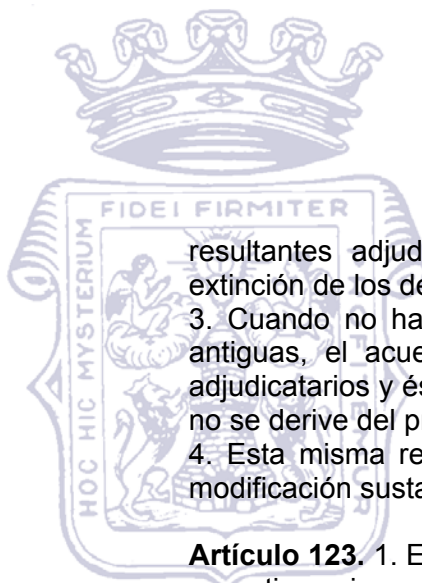 FIDEI FIRMITER
HOC HIC MYSTERIUM
resultantes adjud
extinción de los de
3. Cuando no ha
antiguas, el acue
adjudicatarios y és
no se derive del pr
4. Esta misma re
modificación susta
Artículo 123. 1. E